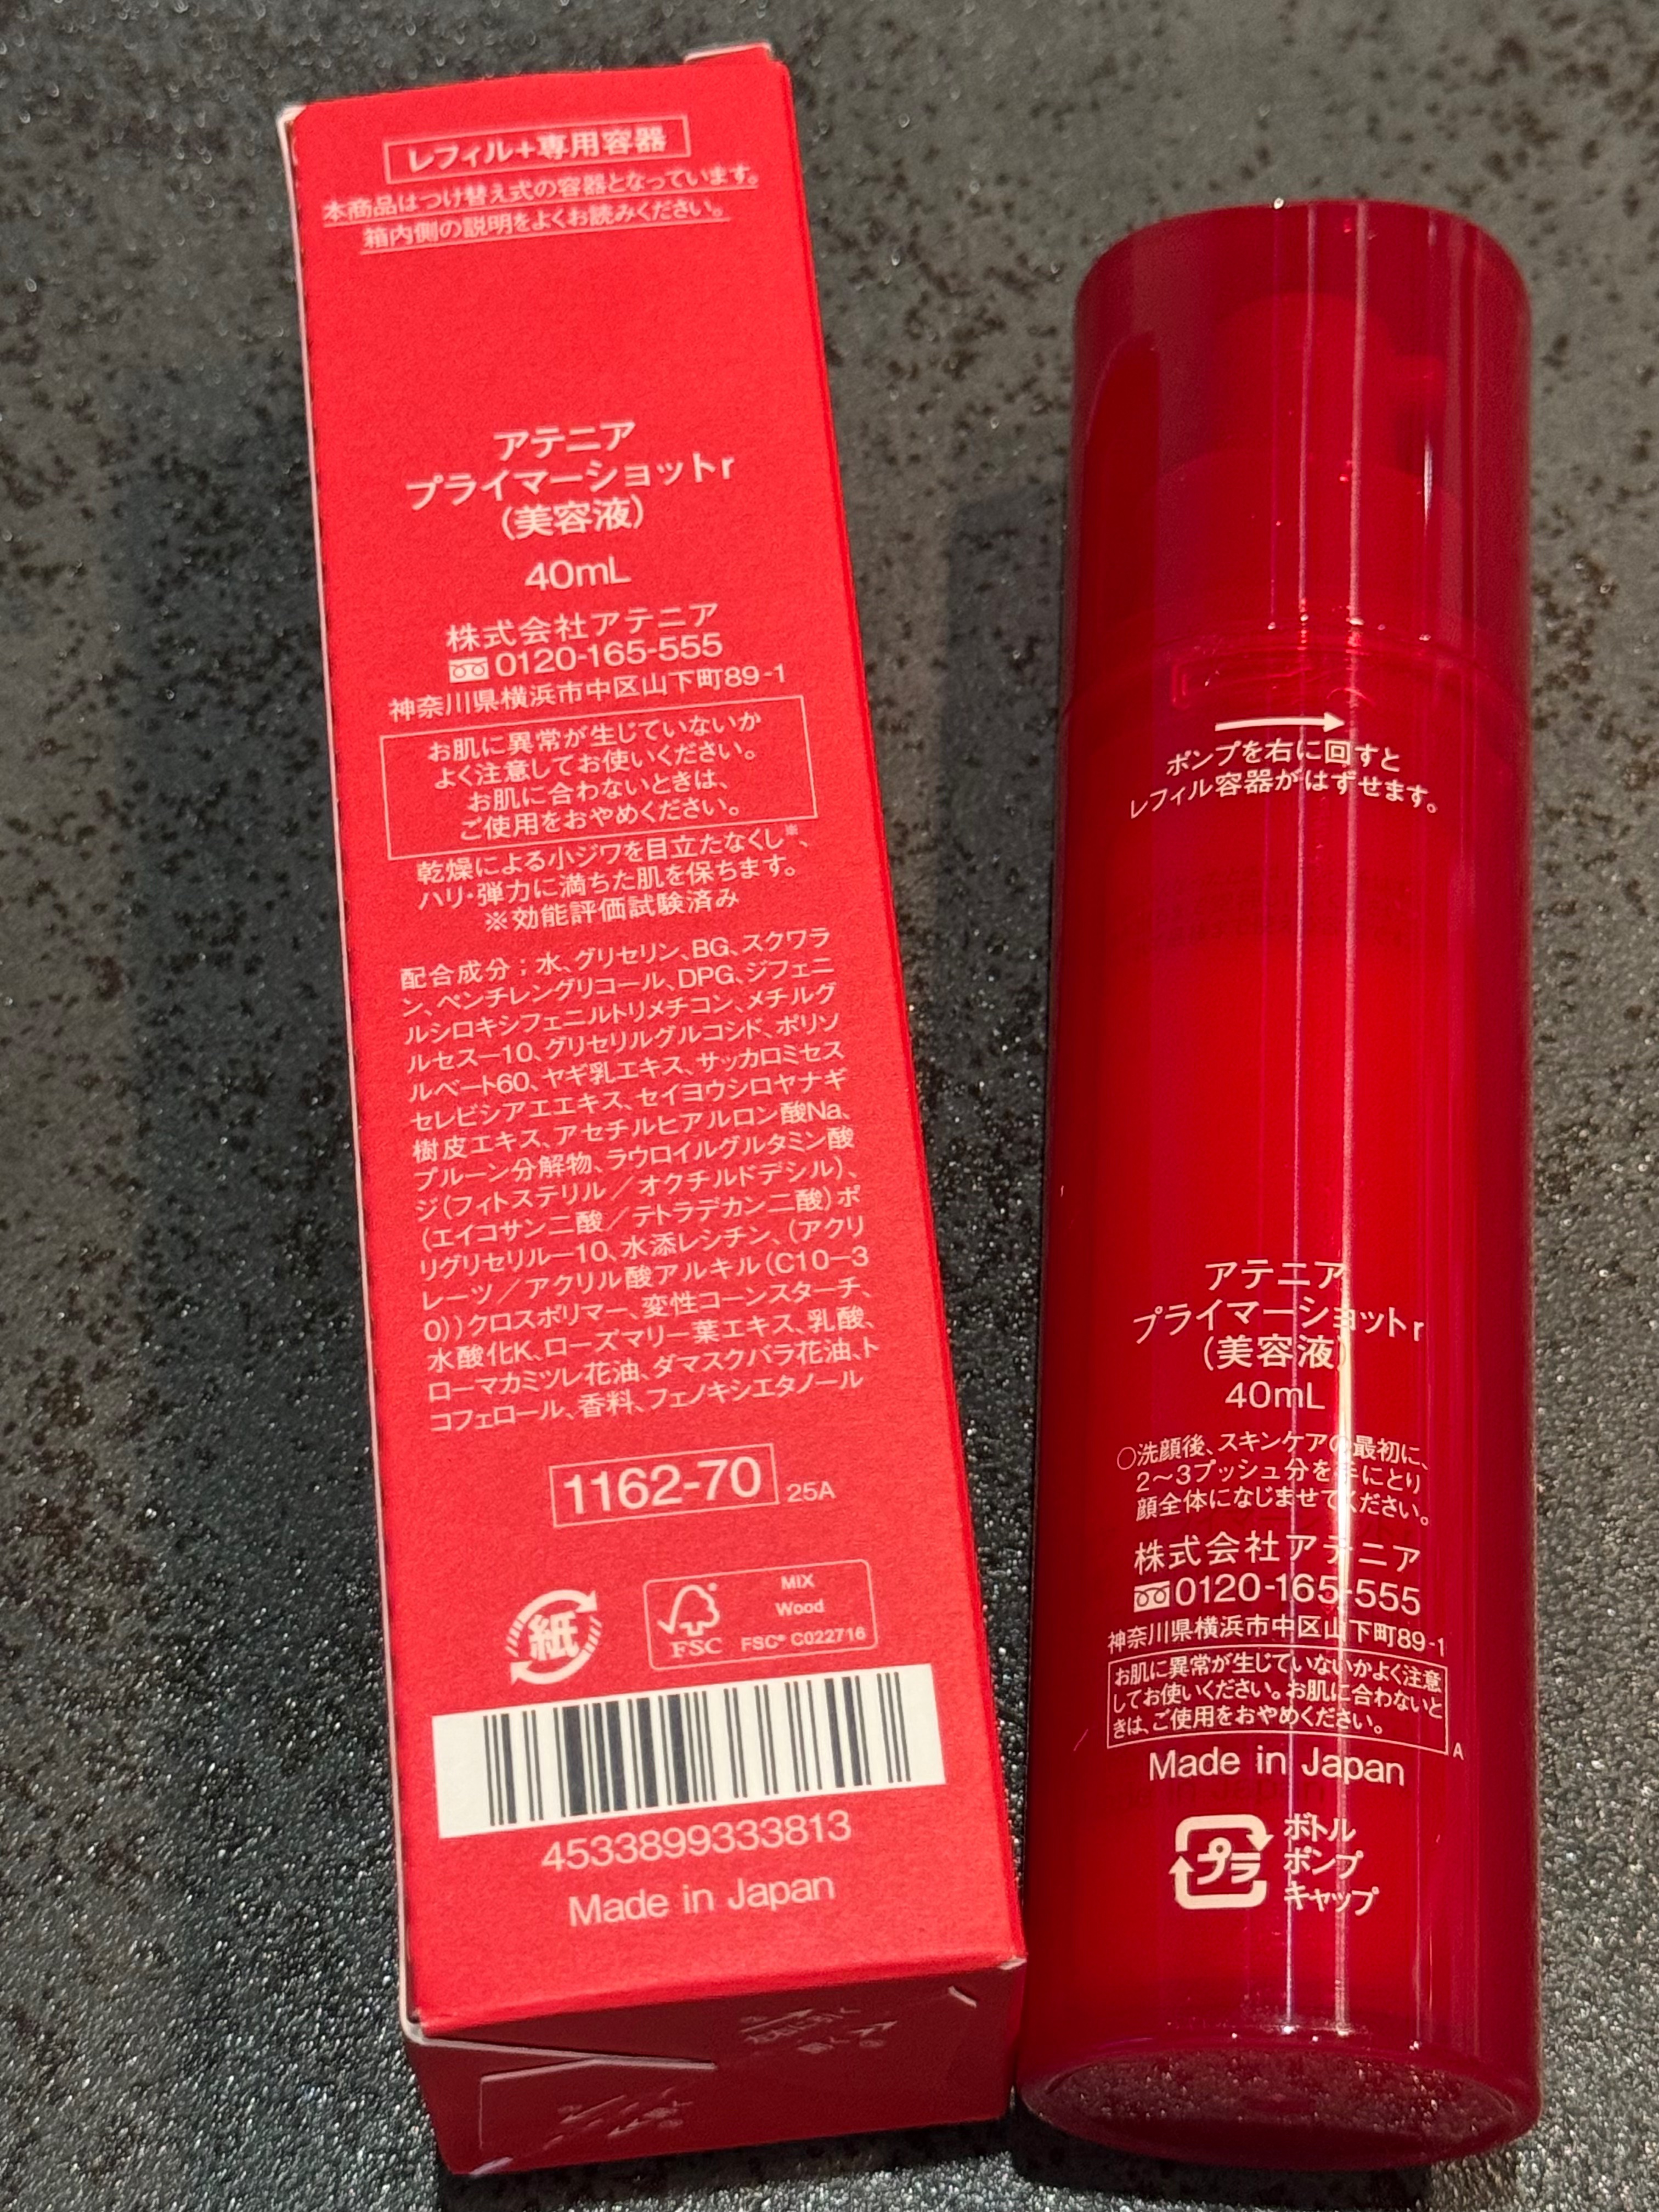 レフィル+専用容器
本商品はつけ替え式の容器となっています。
箱内側の説明をよくお読みください。
アテニア
プライマーショットr
(美容液)
40mL
株式会社アテニア
0120-165-555
神奈川県横浜市中区山下町89-1
お肌に異常が生じていないか
よく注意してお使いください。
お肌に合わないときは、
ご使用をおやめください。
乾燥による小ジワを目立たなくし※、
ハリ・弾力に満ちた肌を保ちます。
※効能評価試験済み
配合成分；水、グリセリン、BG、スクワラ
ン、ペンチレングリコール、DPG、ジフェニ
ルシロキシフェニルトリメチコン、メチルグ
ルセス－10、グリセリルグルコシド、ポリソ
ルベート60、ヤギ乳エキス、サッカロミセス
セレビシアエエキス、セイヨウシロヤナギ
樹皮エキス、アセチルヒアルロン酸Na、
プルーン分解物、ラウロイルグルタミン酸
ジ(フィトステリル／オクチルドデシル)、
(エイコサン二酸／テトラデカン二酸)ポ
リグリセリル－10、水添レシチン、(アクリ
レーツ／アクリル酸アルキル(C10－3
0))クロスポリマー、変性コーンスターチ、
水酸化K、ローズマリー葉エキス、乳酸、
ローマカミツレ花油、ダマスクバラ花油、ト
コフェロール、香料、フェノキシエタノール
1162-70 25A
紙
FSC
MIX
Wood
FSC® C022716
4533899333813
Made in Japan
ポンプを右に回すと
レフィル容器がはずせます。
アテニア
プライマーショットr
(美容液)
40mL
○洗顔後、スキンケアの最初に、
2～3プッシュ分を手にとり
顔全体になじませてください。
株式会社アテニア
0120-165-555
神奈川県横浜市中区山下町89-1
お肌に異常が生じていないかよく注意
してお使いください。お肌に合わないと
きは、ご使用をおやめください。
A
Made in Japan
プラ
ボトル
ポンプ
キャップ